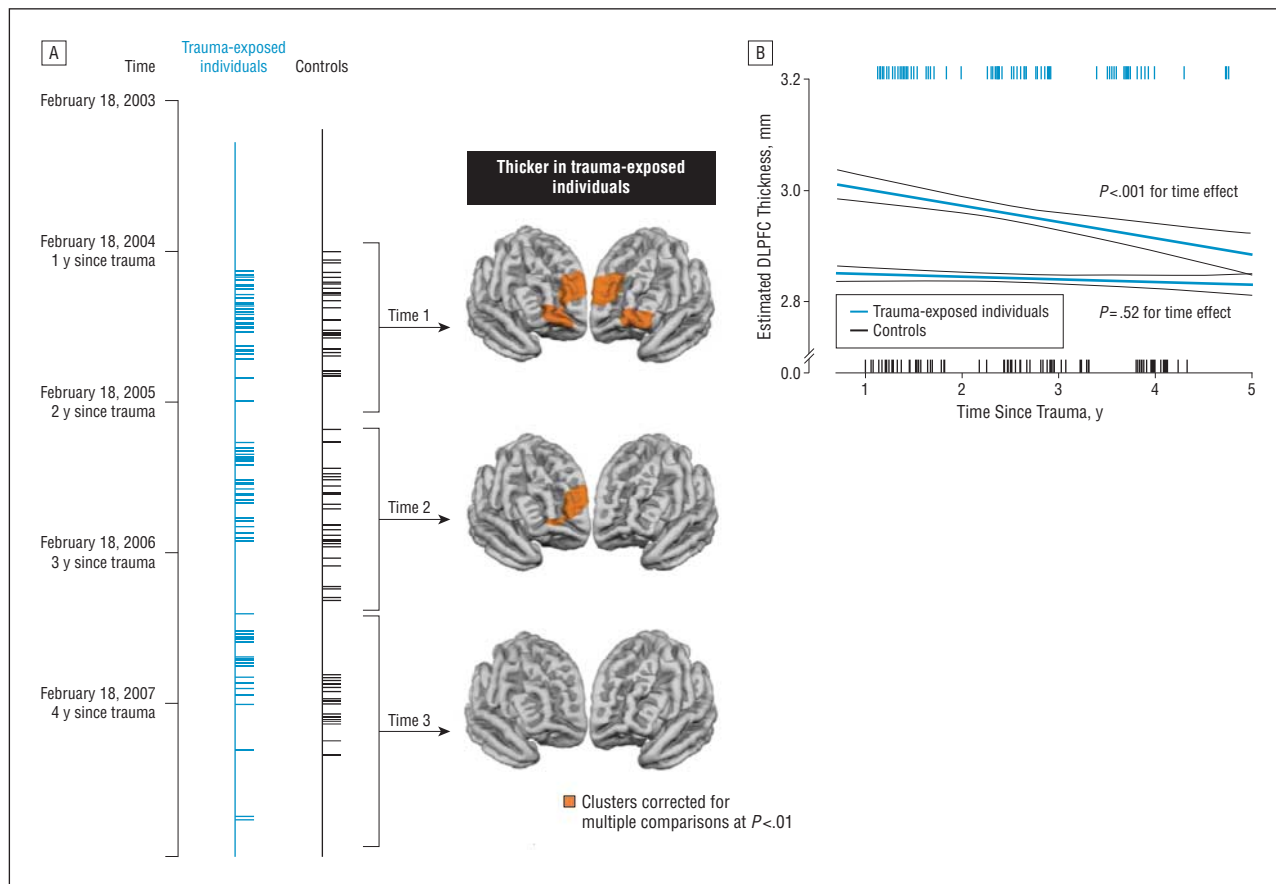 A
Time
Trauma-exposed
individuals
Controls
February 18, 2003
February 18, 2004
1 y since trauma
February 18, 2005
2 y since trauma
February 18, 2006
3 y since trauma
February 18, 2007
4 y since trauma
Time 1
Time 2
Time 3
Thicker in trauma-exposed
individuals
Clusters corrected for
multiple comparisons at P<.01
B
Estimated DLPFC Thickness, mm
3.2
3.0
2.8
0.0
P<.001 for time effect
P=.52 for time effect
Trauma-exposed individuals
Controls
1 2 3 4 5
Time Since Trauma, y